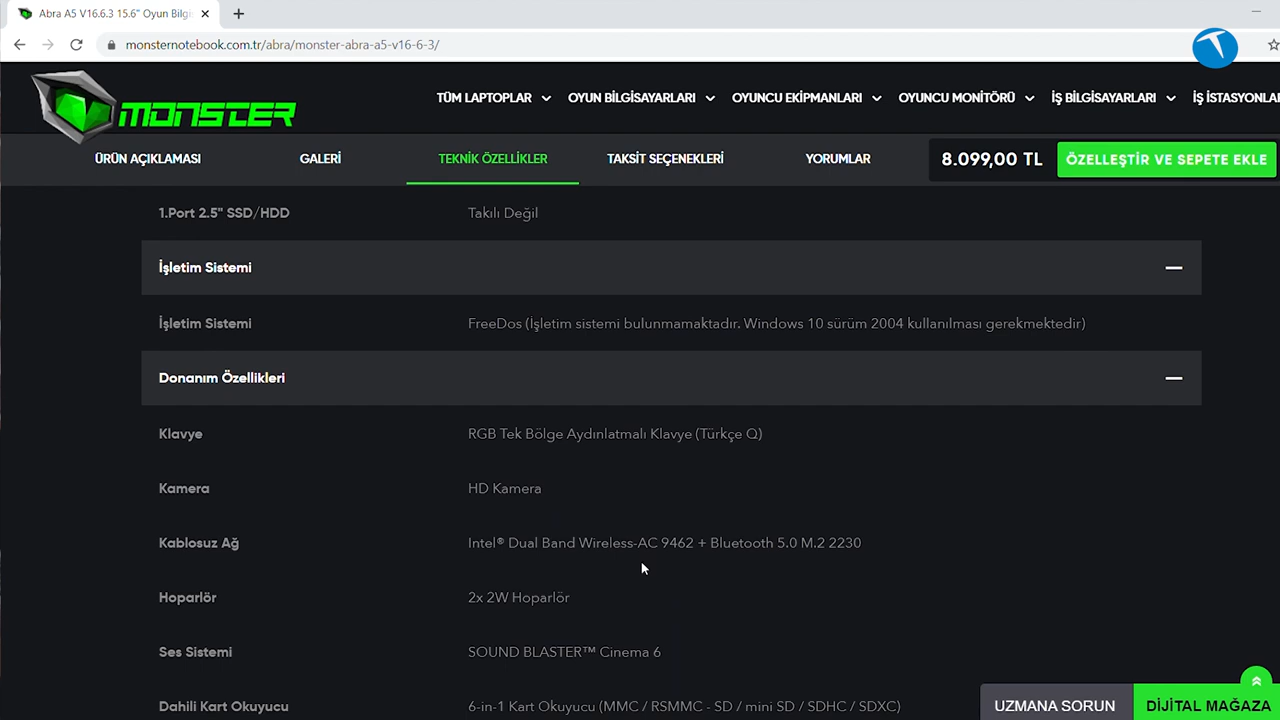 Abra A5 V16.6.3 15.6" Oyun Bilgis
monsternotebook.com.tr/abra/monster-abra-a5-v16-6-3/
MONSTER
TÜM LAPTOPLAR OYUN BİLGİSAYARLARI OYUNCU EKİPMANLARI OYUNCU MONİTÖRÜ İŞ BİLGİSAYARLARI İŞ İSTASYONLA
ÜRÜN AÇIKLAMASI GALERİ TEKNİK ÖZELLİKLER TAKSİT SEÇENEKLERİ YORUMLAR 8.099,00 TL ÖZELLEŞTİR VE SEPETE EKLE
1.Port 2.5" SSD/HDD Takılı Değil
İşletim Sistemi
İşletim Sistemi FreeDos (İşletim sistemi bulunmamaktadır. Windows 10 sürüm 2004 kullanılması gerekmektedir)
Donanım Özellikleri
Klavye RGB Tek Bölge Aydınlatmalı Klavye (Türkçe Q)
Kamera HD Kamera
Kablosuz Ağ Intel® Dual Band Wireless-AC 9462 + Bluetooth 5.0 M.2 2230
Hoparlör 2x 2W Hoparlör
Ses Sistemi SOUND BLASTER™ Cinema 6
Dahili Kart Okuyucu 6-in-1 Kart Okuyucu (MMC / RSMMC - SD / mini SD / SDHC / SDXC)
UZMANA SORUN DİJİTAL MAĞAZA